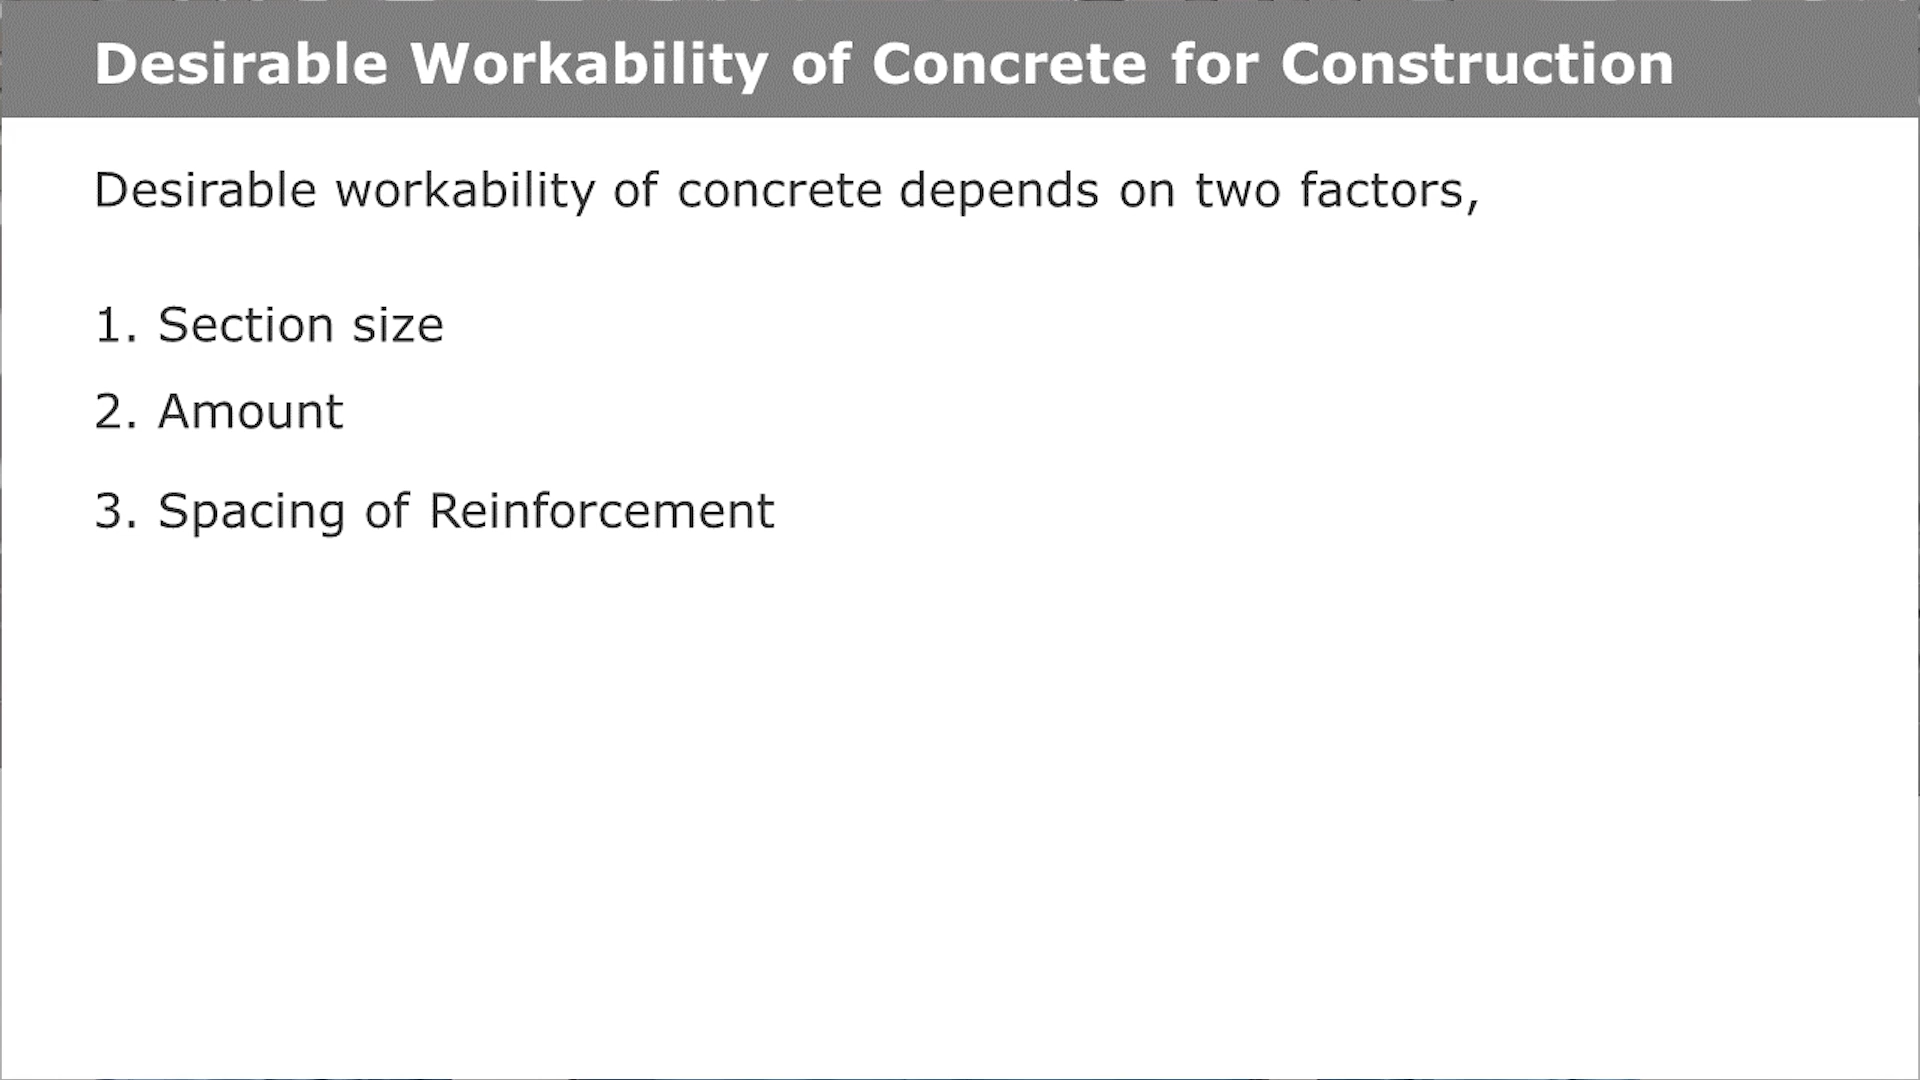 Desirable Workability of Concrete for Construction
Desirable workability of concrete depends on two factors,
1. Section size
2. Amount
3. Spacing of Reinforcement